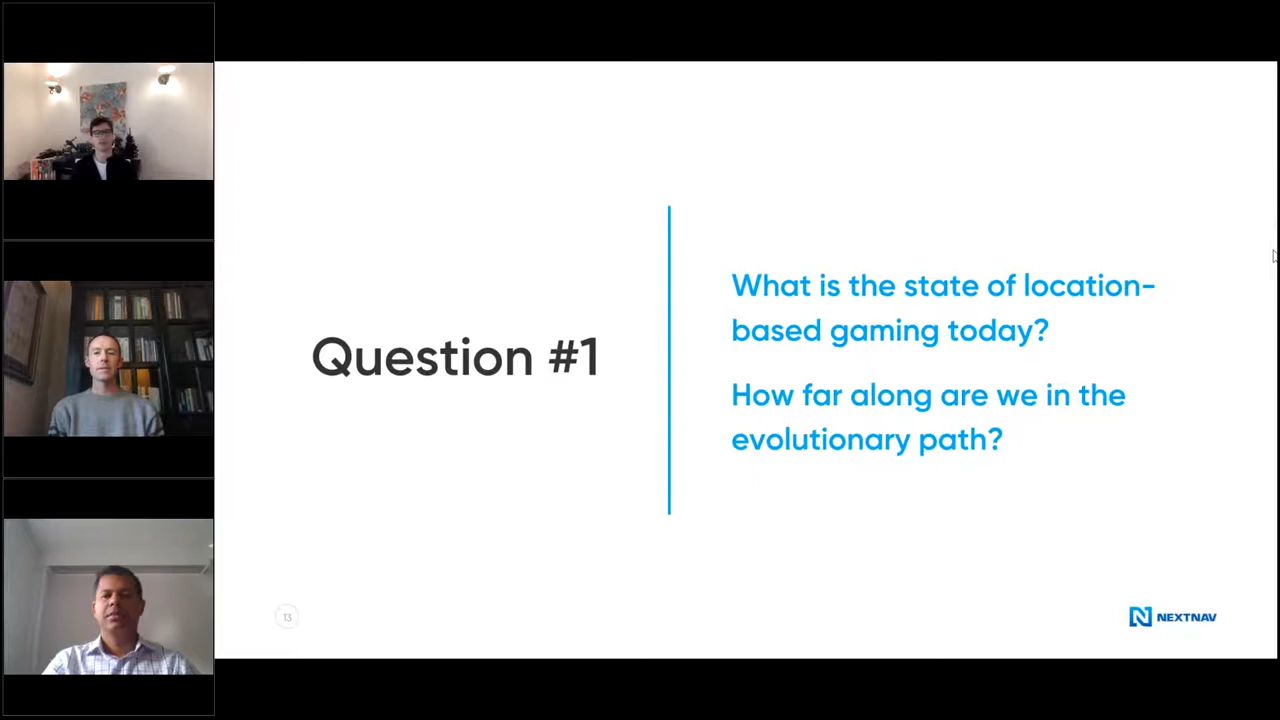 Question #1
What is the state of location-
based gaming today?
How far along are we in the
evolutionary path?
13
NEXTNAV